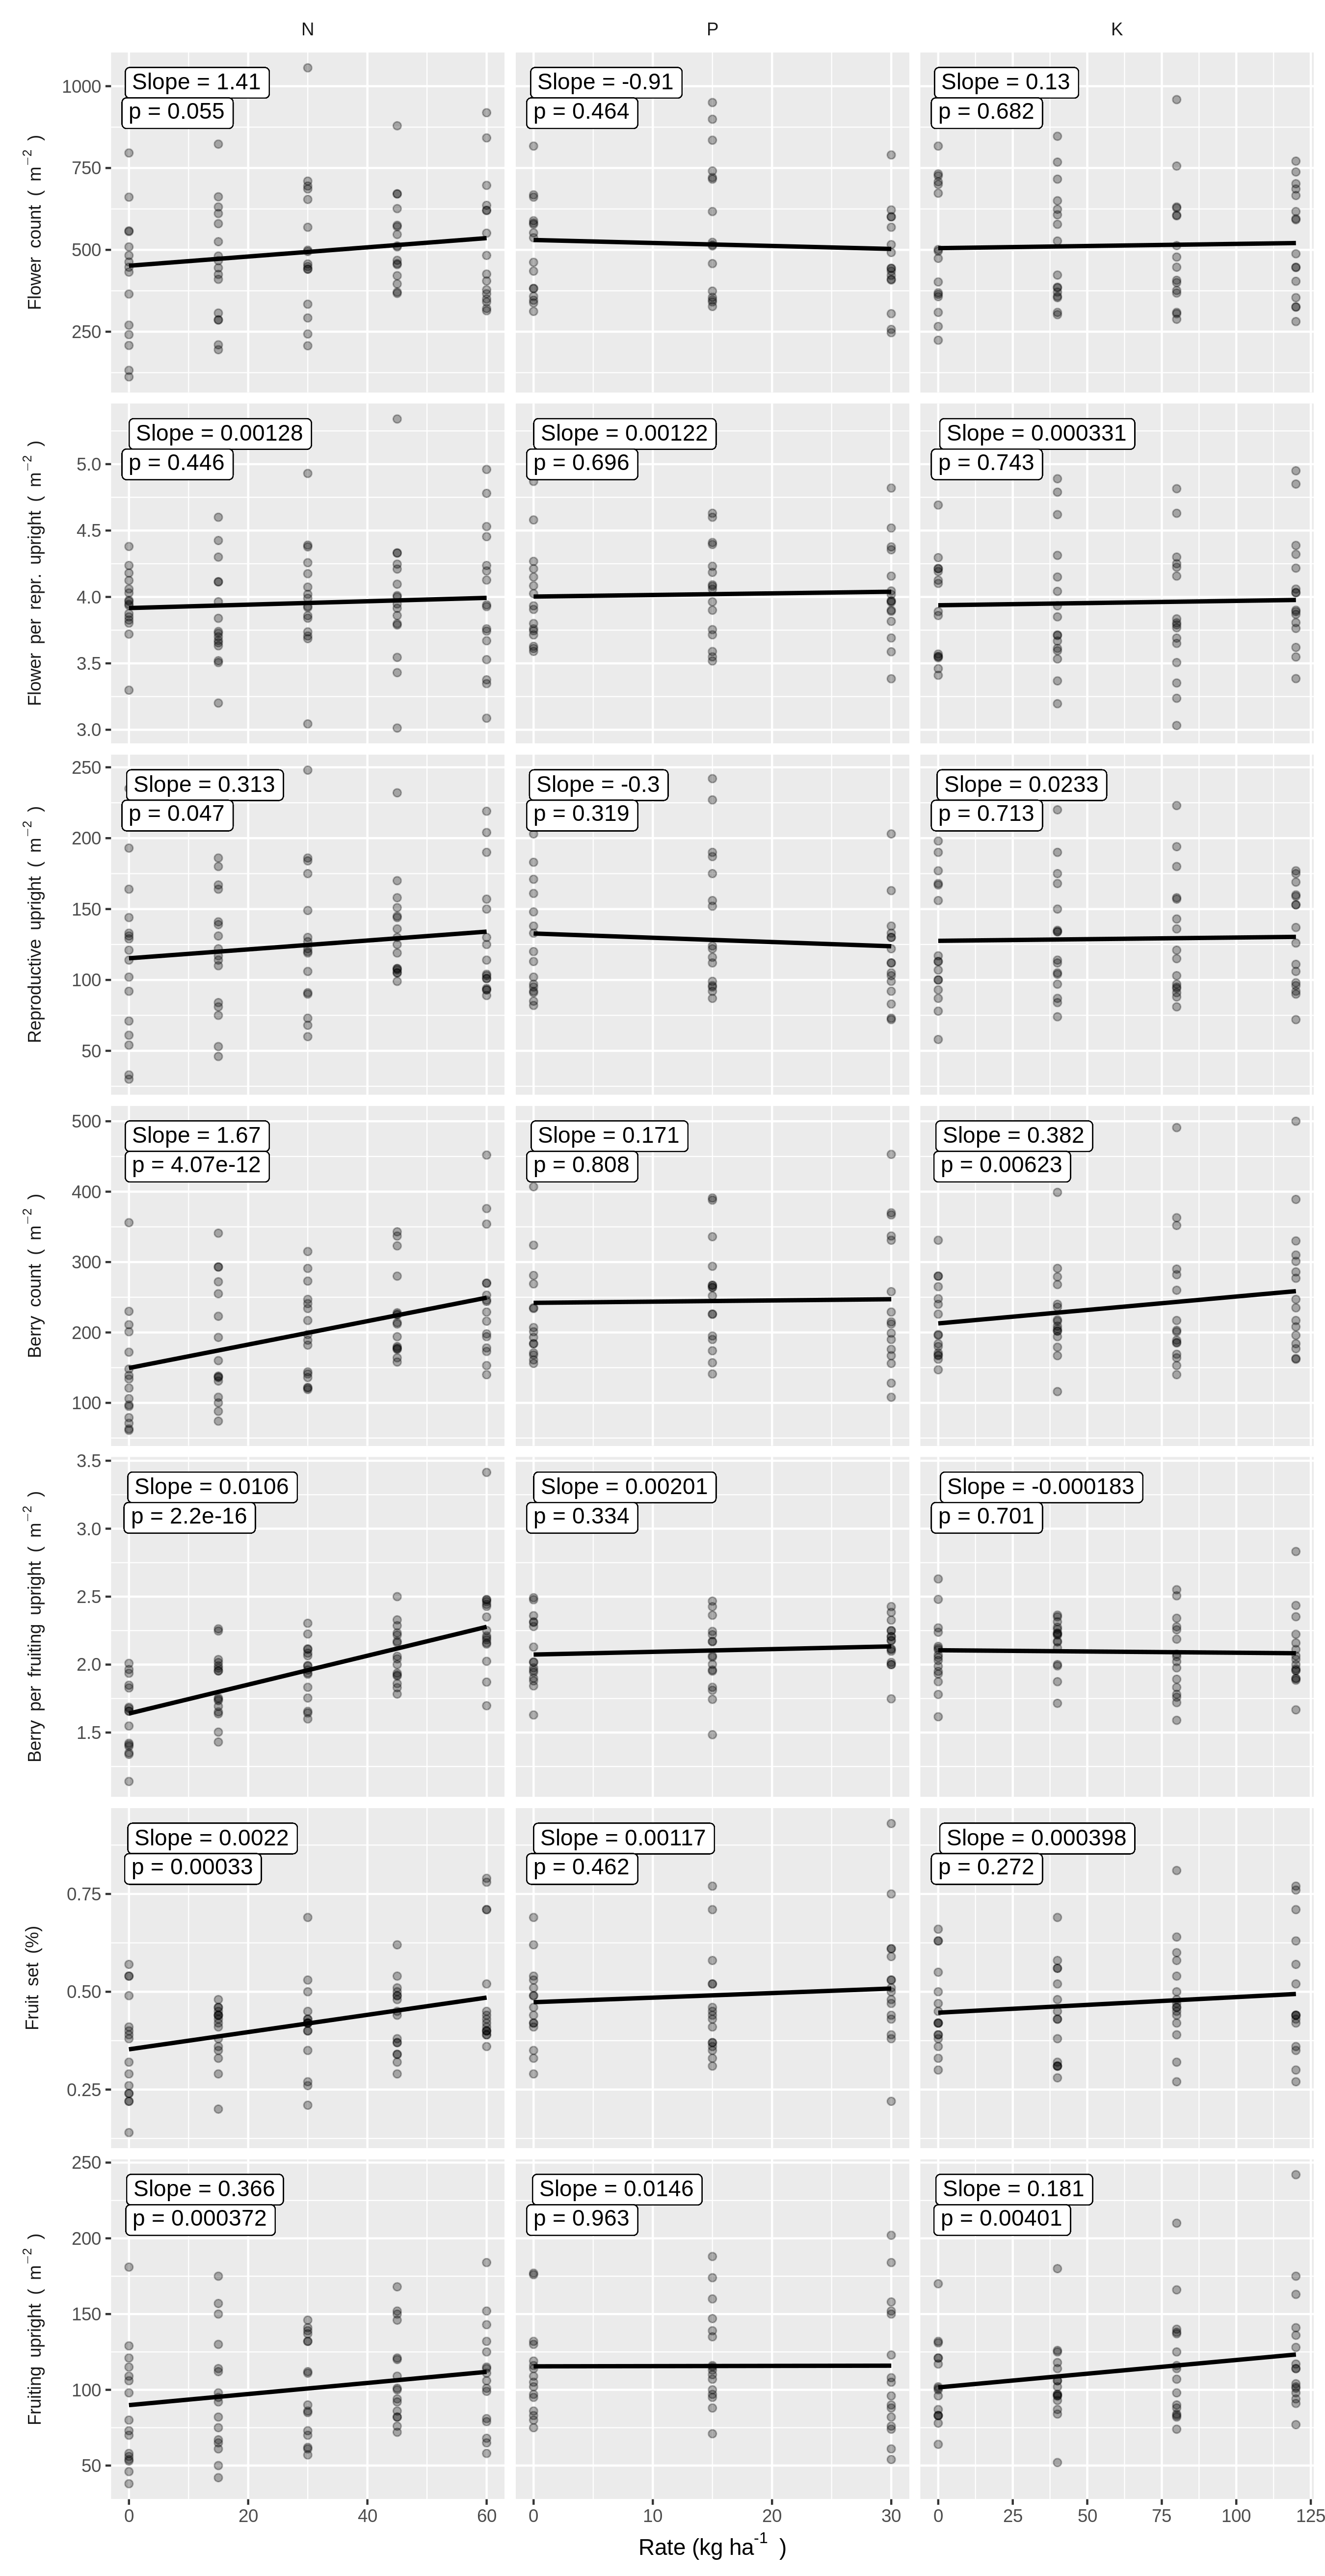 N P K
Flower count ( m−2 )
1000
750
500
250
Slope = 1.41
p = 0.055
Slope = -0.91
p = 0.464
Slope = 0.13
p = 0.682
Flower per repr. upright ( m−2 )
5.0
4.5
4.0
3.5
3.0
Slope = 0.00128
p = 0.446
Slope = 0.00122
p = 0.696
Slope = 0.000331
p = 0.743
Reproductive upright ( m−2 )
250
200
150
100
50
Slope = 0.313
p = 0.047
Slope = -0.3
p = 0.319
Slope = 0.0233
p = 0.713
Berry count ( m−2 )
500
400
300
200
100
Slope = 1.67
p = 4.07e-12
Slope = 0.171
p = 0.808
Slope = 0.382
p = 0.00623
Berry per fruiting upright ( m−2 )
3.5
3.0
2.5
2.0
1.5
Slope = 0.0106
p = 2.2e-16
Slope = 0.00201
p = 0.334
Slope = -0.000183
p = 0.701
Fruit set (%)
0.75
0.50
0.25
Slope = 0.0022
p = 0.00033
Slope = 0.00117
p = 0.462
Slope = 0.000398
p = 0.272
Fruiting upright ( m−2 )
250
200
150
100
50
Slope = 0.366
p = 0.000372
Slope = 0.0146
p = 0.963
Slope = 0.181
p = 0.00401
0 20 40 60 0 10 20 30 0 25 50 75 100 125
Rate (kg ha-1 )